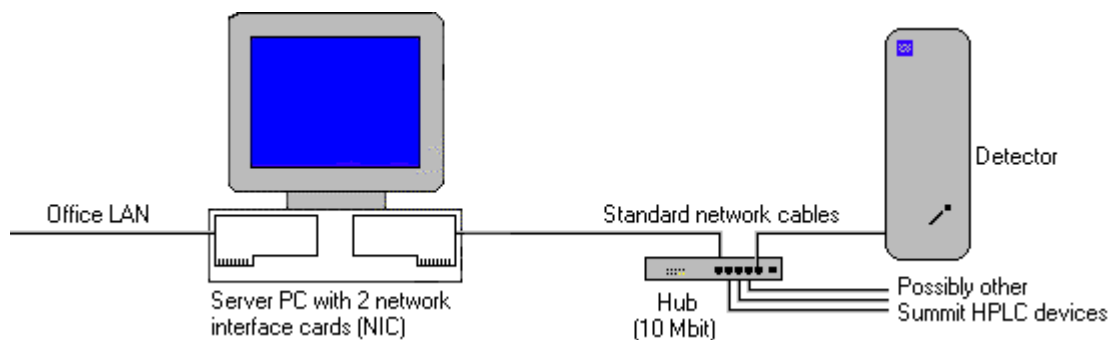 Office LAN
Server PC with 2 network
interface cards (NIC)
Standard network cables
Hub
(10 Mbit)
Detector
Possibly other
Summit HPLC devices